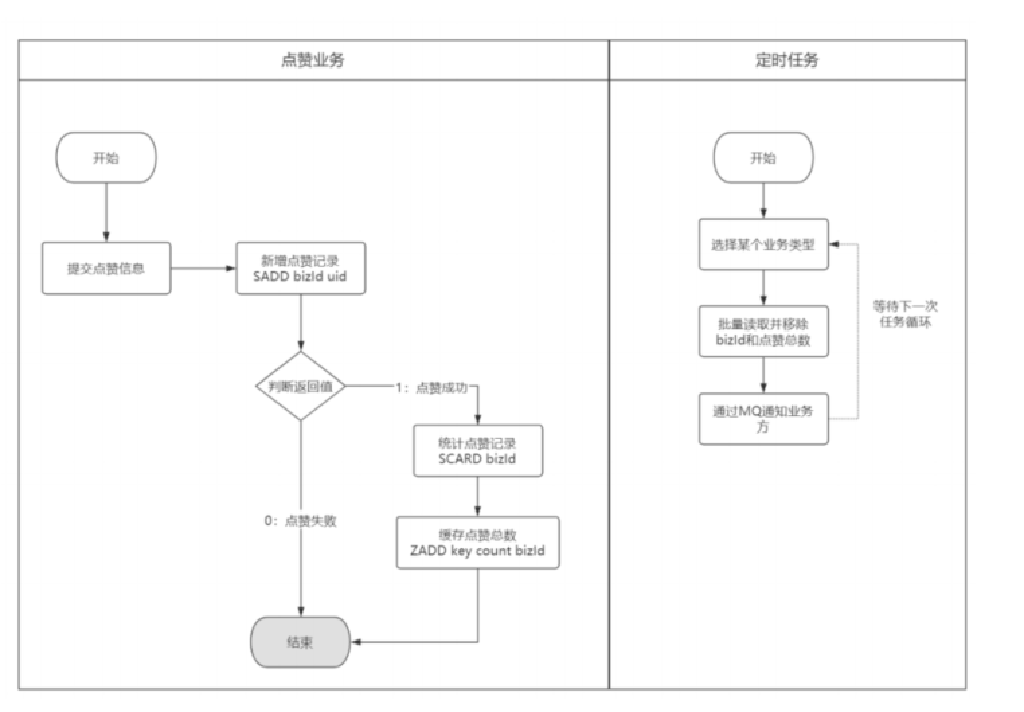 点赞业务
定时任务
开始
提交点赞信息
新增点赞记录
SADD bizId uid
判断返回值
1：点赞成功
统计点赞记录
SCARD bizId
缓存点赞总数
ZADD key count bizId
0：点赞失败
结束
开始
选择某个业务类型
批量读取并移除
bizId和点赞总数
通过MQ通知业务
方
等待下一次
任务循环